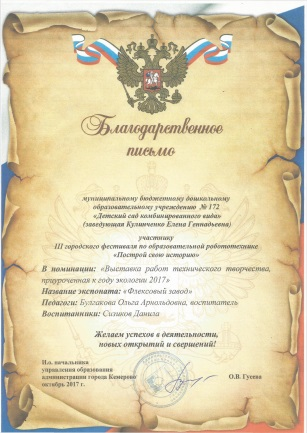 Благодарственное
письмо
муниципальному бюджетному дошкольному
образовательному учреждению № 172
«Детский сад комбинированного вида»
(заведующая Куличенко Елена Геннадьевна)
участнику
III городского фестиваля по образовательной робототехнике
«Построй свою историю»
В номинации: «Выставка работ технического творчества,
приуроченная к году экологии 2017»
Название экспоната: «Флексовый завод»
Педагоги: Булгакова Ольга Арнольдовна, воспитатель
Воспитанники: Сизиков Данила
Желаем успехов в деятельности,
новых открытий и свершений!
И.о. начальника
управления образования
администрации города Кемерово
октябрь 2017 г.
О.В. Гусева